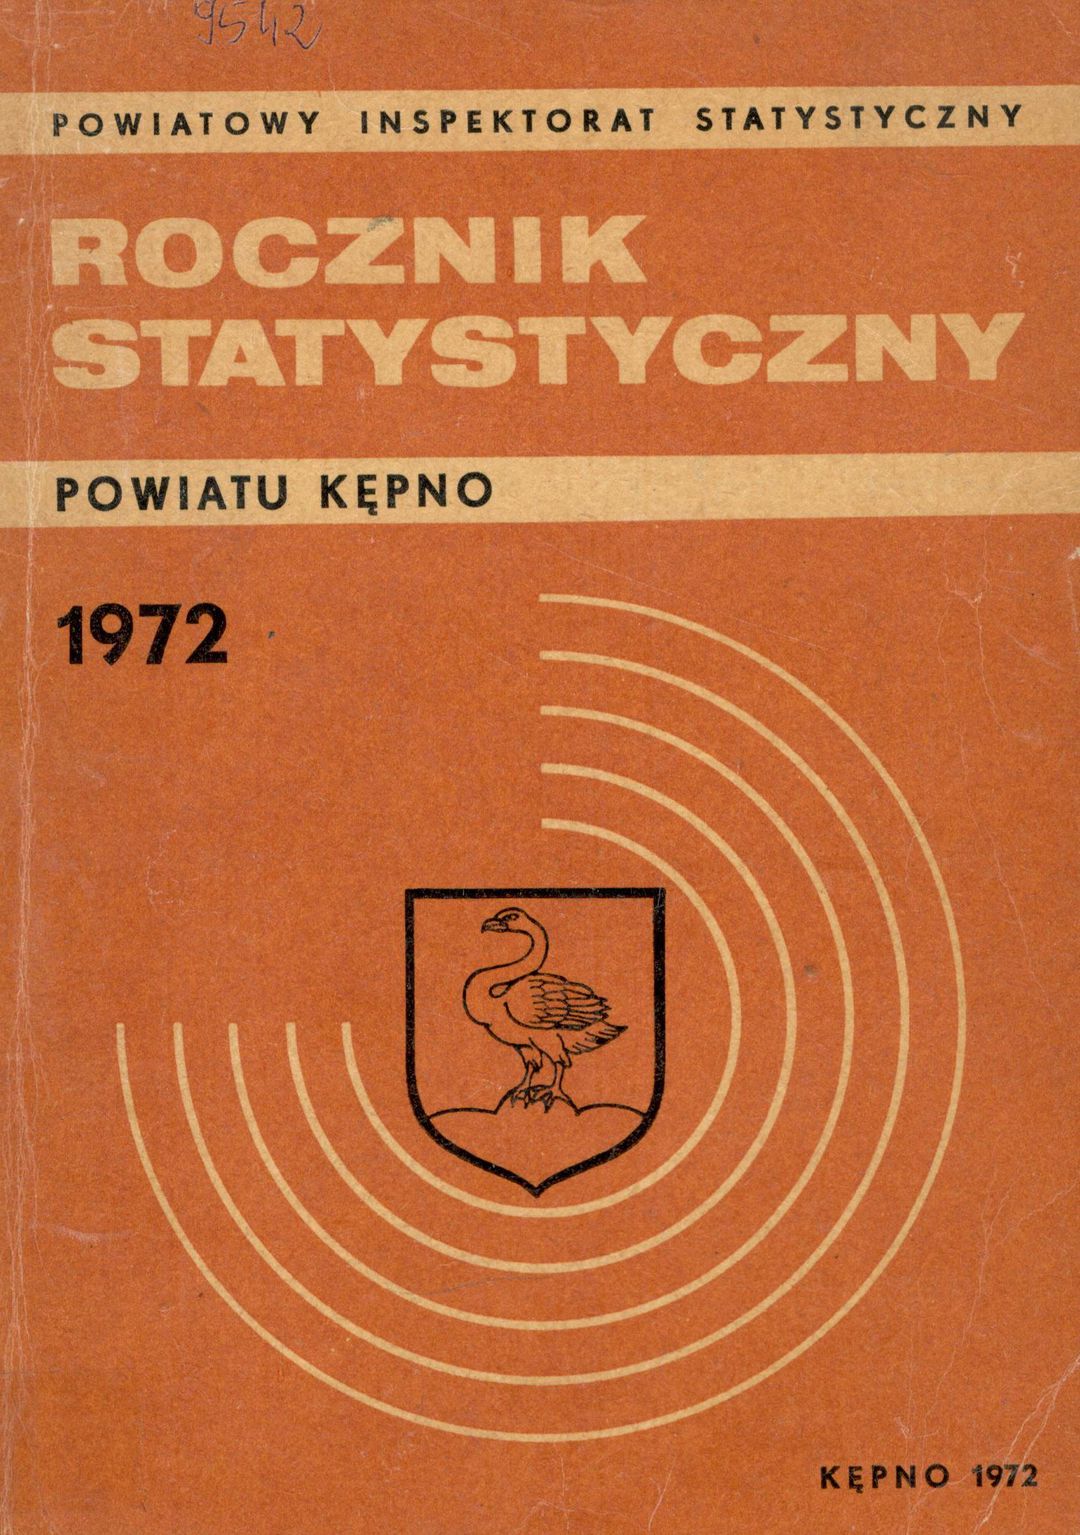 9542
POWIATOWY INSPEKTORAT STATYSTYCZNY
ROCZNIK
STATYSTYCZNY
POWIATU KĘPNO
1972
KĘPNO 1972